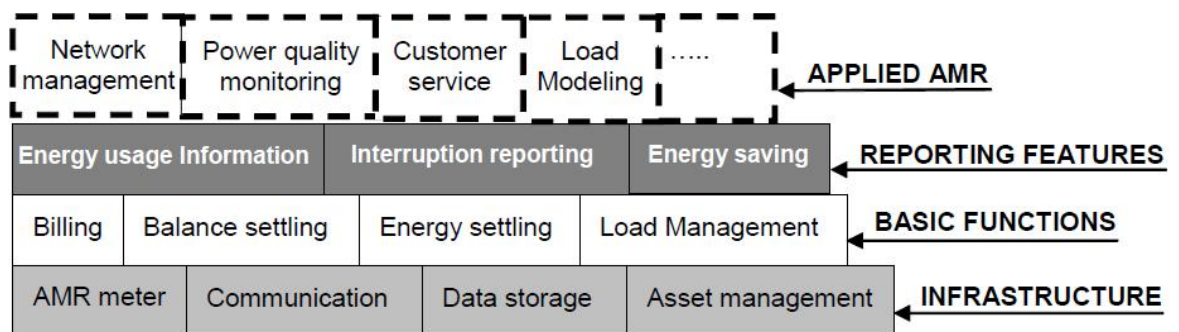 Network management
Power quality monitoring
Customer service
Load Modeling
.....
APPLIED AMR
Energy usage Information
Interruption reporting
Energy saving
REPORTING FEATURES
Billing
Balance settling
Energy settling
Load Management
BASIC FUNCTIONS
AMR meter
Communication
Data storage
Asset management
INFRASTRUCTURE